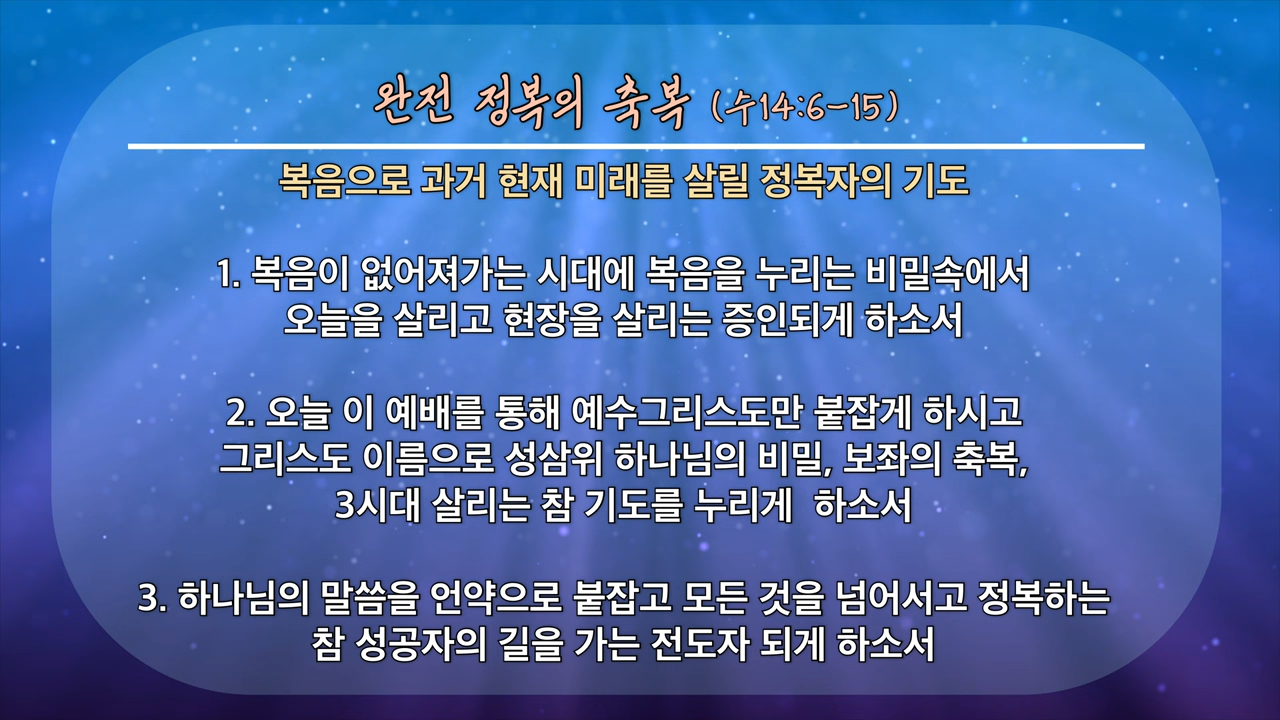 완전 정복의 축복 (수14:6-15)
복음으로 과거 현재 미래를 살릴 정복자의 기도
1. 복음이 없어져가는 시대에 복음을 누리는 비밀속에서
오늘을 살리고 현장을 살리는 증인되게 하소서
2. 오늘 이 예배를 통해 예수그리스도만 붙잡게 하시고
그리스도 이름으로 성삼위 하나님의 비밀, 보좌의 축복,
3시대 살리는 참 기도를 누리게 하소서
3. 하나님의 말씀을 언약으로 붙잡고 모든 것을 넘어서고 정복하는
참 성공자의 길을 가는 전도자 되게 하소서